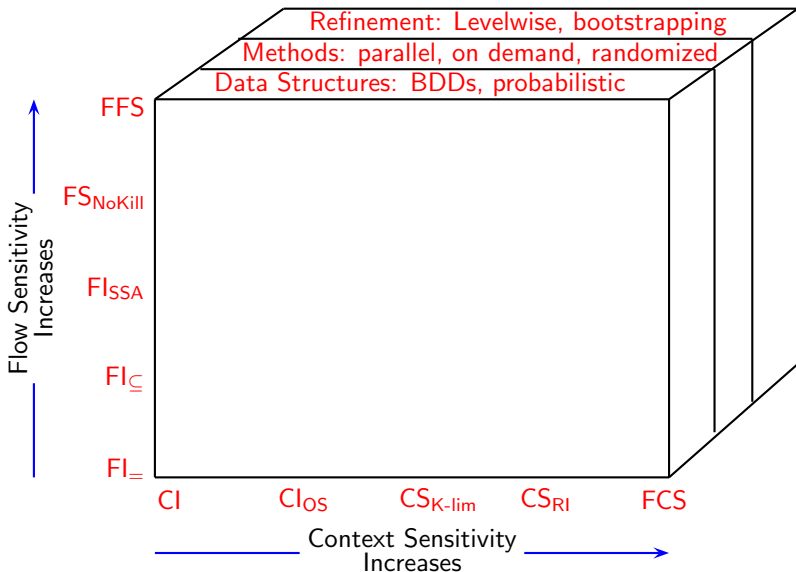 Refinement: Levelwise, bootstrapping
Methods: parallel, on demand, randomized
Data Structures: BDDs, probabilistic
FFS
FS_NoKill
FI_SSA
FI_⊆
FI_=
Flow Sensitivity
Increases
CI
CI_OS
CS_K-lim
CS_RI
FCS
Context Sensitivity
Increases